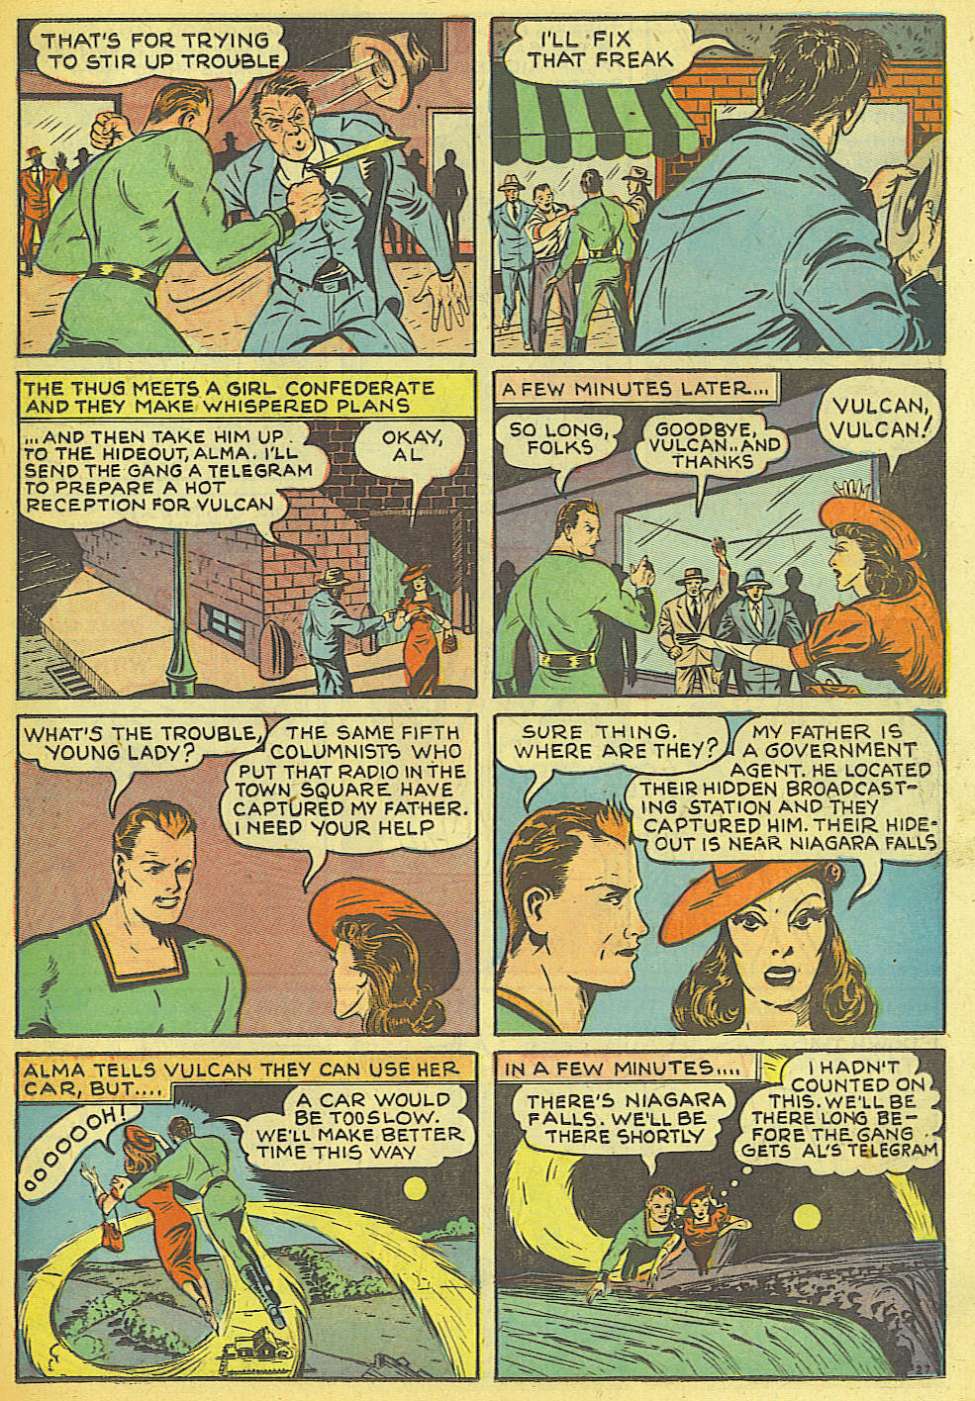 THAT'S FOR TRYING
TO STIR UP TROUBLE
I'LL FIX
THAT FREAK
THE THUG MEETS A GIRL CONFEDERATE
AND THEY MAKE WHISPERED PLANS
...AND THEN TAKE HIM UP
TO THE HIDEOUT, ALMA. I'LL
SEND THE GANG A TELEGRAM
TO PREPARE A HOT
RECEPTION FOR VULCAN
OKAY,
AL
A FEW MINUTES LATER....
SO LONG,
FOLKS
GOODBYE,
VULCAN..AND
THANKS
VULCAN,
VULCAN!
WHAT'S THE TROUBLE,
YOUNG LADY?
THE SAME FIFTH
COLUMNISTS WHO
PUT THAT RADIO IN THE
TOWN SQUARE HAVE
CAPTURED MY FATHER.
I NEED YOUR HELP
SURE THING.
WHERE ARE THEY?
MY FATHER IS
A GOVERNMENT
AGENT. HE LOCATED
THEIR HIDDEN BROADCAST-
ING STATION AND THEY
CAPTURED HIM. THEIR HIDE-
OUT IS NEAR NIAGARA FALLS
ALMA TELLS VULCAN THEY CAN USE HER
CAR, BUT....
OOOOOOOH!
A CAR WOULD
BE TOO SLOW.
WE'LL MAKE BETTER
TIME THIS WAY
IN A FEW MINUTES....
THERE'S NIAGARA
FALLS. WE'LL BE
THERE SHORTLY
I HADN'T
COUNTED ON
THIS. WE'LL BE
THERE LONG BE-
FORE THE GANG
GETS AL'S TELEGRAM
27